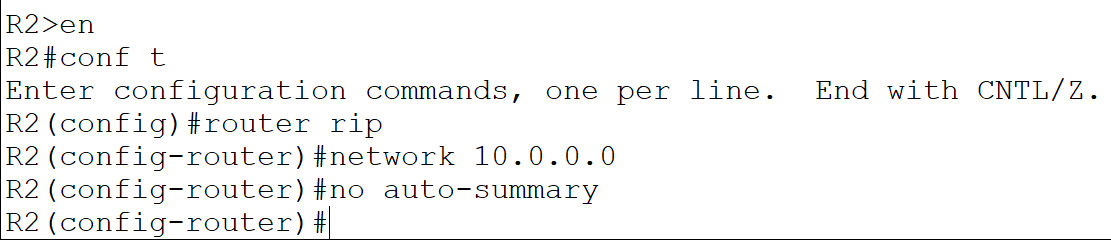 R2>en
R2#conf t
Enter configuration commands, one per line.  End with CNTL/Z.
R2(config)#router rip
R2(config-router)#network 10.0.0.0
R2(config-router)#no auto-summary
R2(config-router)#